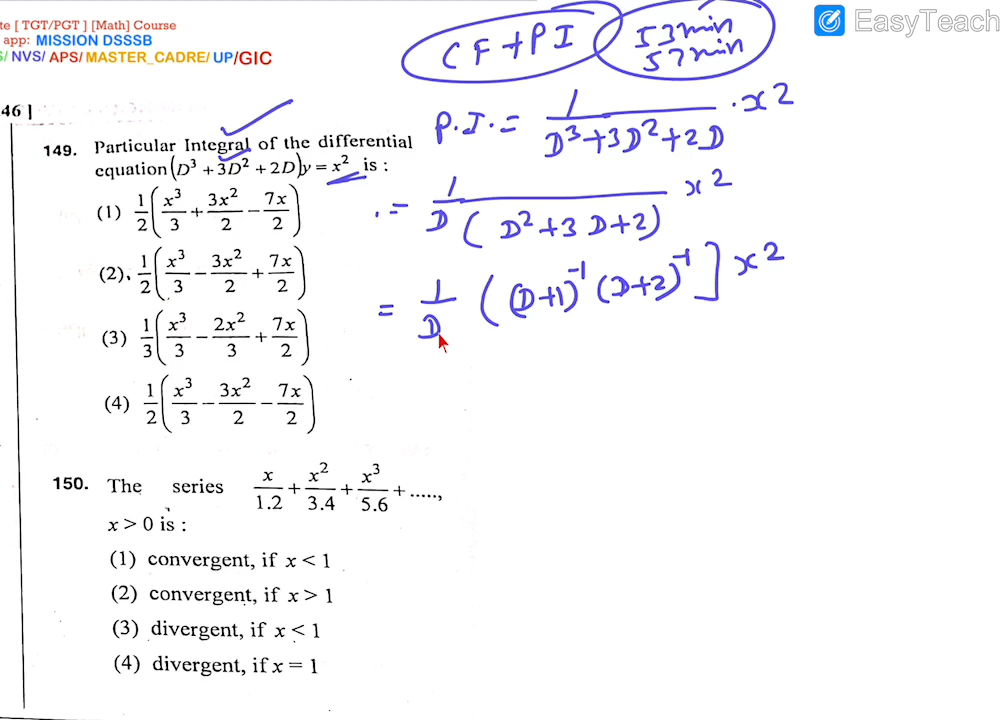 te [ TGT/PGT ] [Math] Course
app: MISSION DSSSB
S/ NVS/ APS/ MASTER_CADRE/ UP/GIC
EasyTeach
CF + PI
53 min
57 min
46 ]
149. Particular Integral of the differential
equation (D³ + 3D² + 2D)y = x² is :
(1) 1/2 (x³/3 + 3x²/2 − 7x/2)
(2) 1/2 (x³/3 − 3x²/2 + 7x/2)
(3) 1/3 (x³/3 − 2x²/3 + 7x/2)
(4) 1/2 (x³/3 − 3x²/2 − 7x/2)
P.I. = 1/(D³+3D²+2D) · x²
= 1/(D(D²+3D+2)) x²
= 1/D ((D+1)⁻¹ (D+2)⁻¹] x²
150. The series x/1.2 + x²/3.4 + x³/5.6 + .....,
x > 0 is :
(1) convergent, if x < 1
(2) convergent, if x > 1
(3) divergent, if x < 1
(4) divergent, if x = 1